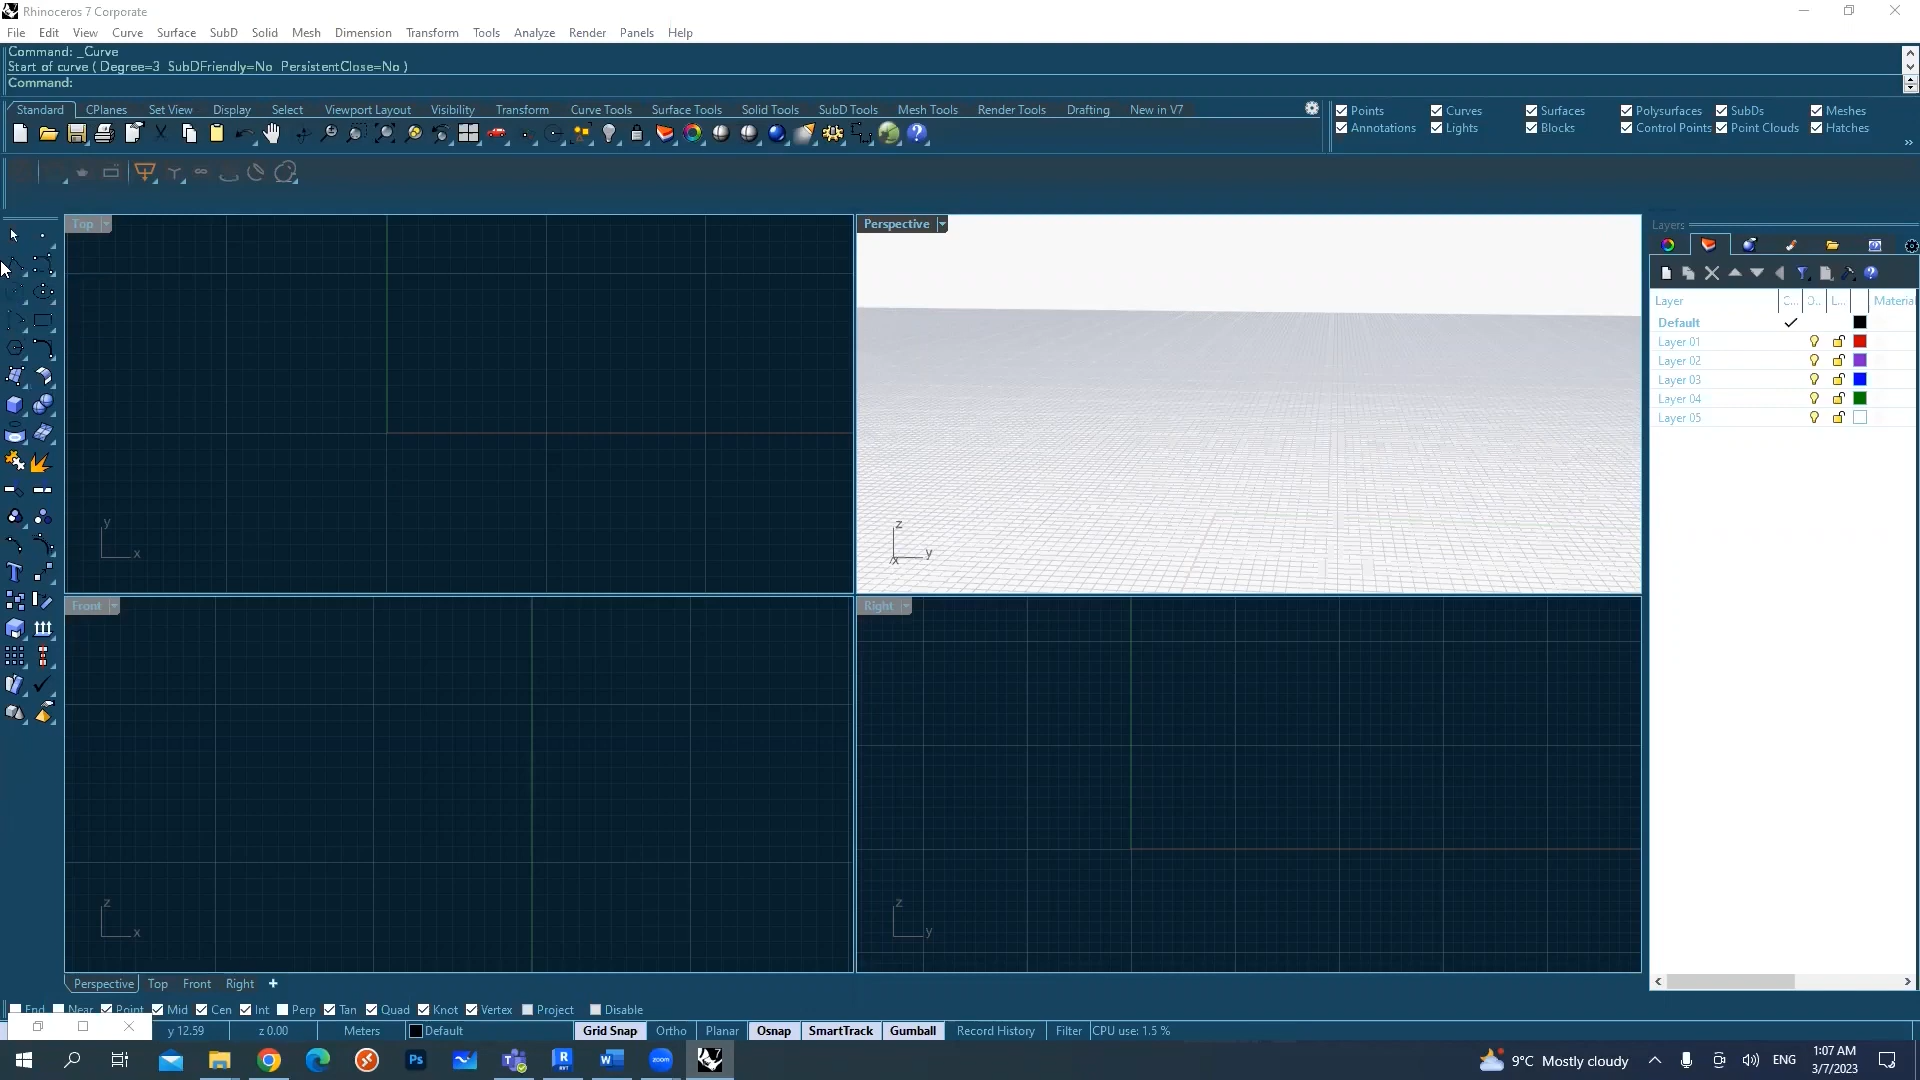 Rhinoceros 7 Corporate
File Edit View Curve Surface SubD Solid Mesh Dimension Transform Tools Analyze Render Panels Help
Command: _Curve
Start of curve ( Degree=3 SubDFriendly=No PersistentClose=No )
Command:
Standard CPlanes Set View Display Select Viewport Layout Visibility Transform Curve Tools Surface Tools Solid Tools SubD Tools Mesh Tools Render Tools Drafting New in V7
Points Curves Surfaces Polysurfaces SubDs Meshes
Annotations Lights Blocks Control Points Point Clouds Hatches
Top
Perspective
Layers
Layer C... O.. L... Materia
Default
Layer 01
Layer 02
Layer 03
Layer 04
Layer 05
y
x
z
y
x
Front
Right
z
x
z
y
Perspective Top Front Right
End Near Point Mid Cen Int Perp Tan Quad Knot Vertex Project Disable
y 12.59 z 0.00 Meters Default Grid Snap Ortho Planar Osnap SmartTrack Gumball Record History Filter CPU use: 1.5 %
9°C Mostly cloudy ENG
1:07 AM
3/7/2023